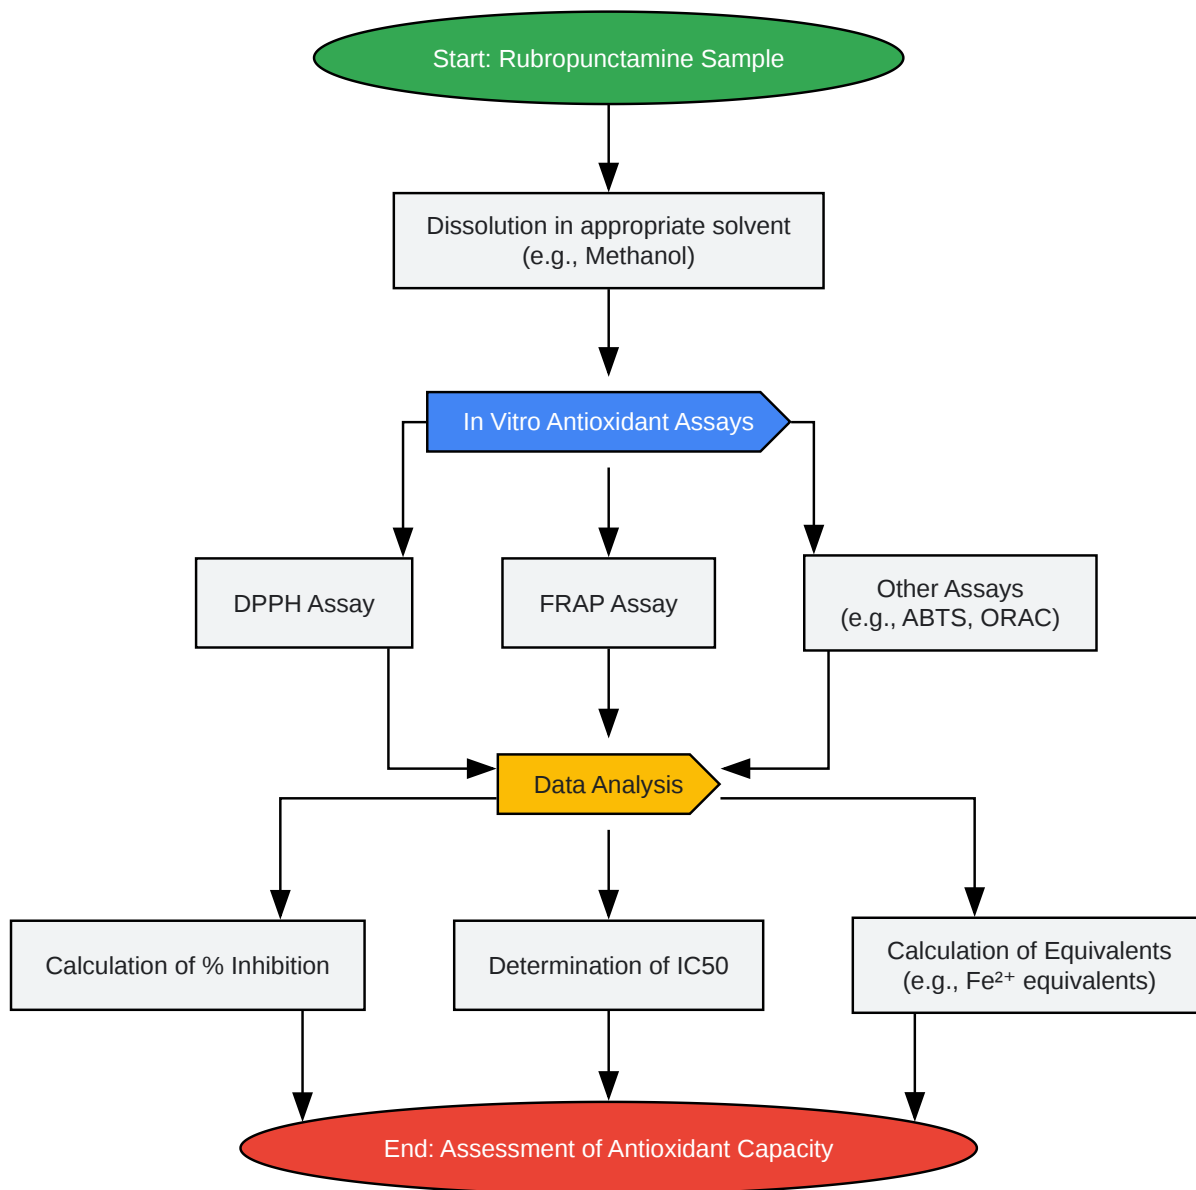 Start: Rubropunctamine Sample
Dissolution in appropriate solvent
(e.g., Methanol)
In Vitro Antioxidant Assays
DPPH Assay
FRAP Assay
Other Assays
(e.g., ABTS, ORAC)
Data Analysis
Calculation of % Inhibition
Determination of IC50
Calculation of Equivalents
(e.g., Fe²⁺ equivalents)
End: Assessment of Antioxidant Capacity